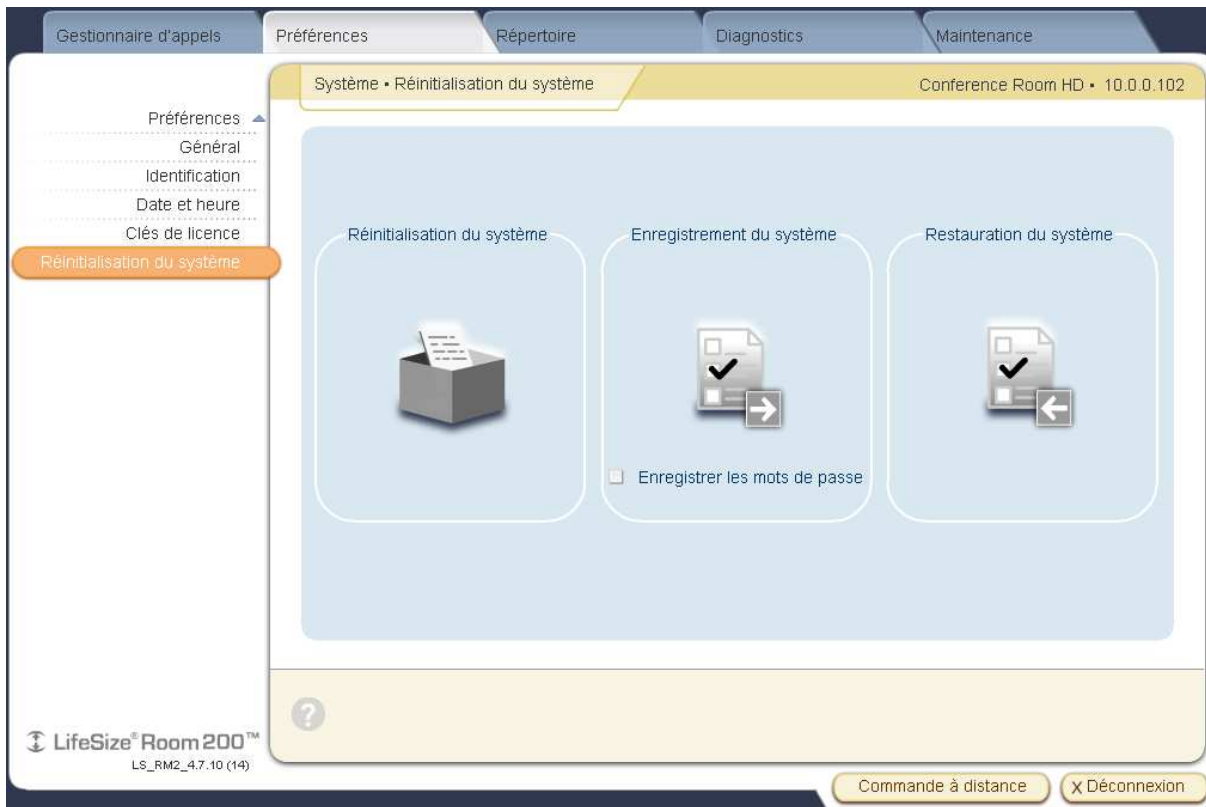 Gestionnaire d'appels
Préférences
Répertoire
Diagnostics
Maintenance
Système • Réinitialisation du système
Conference Room HD • 10.0.0.102
Préférences
Général
Identification
Date et heure
Clés de licence
Réinitialisation du système
Réinitialisation du système
Enregistrement du système
Restauration du système
Enregistrer les mots de passe
?
LifeSize® Room 200™
LS_RM2_4.7.10 (14)
Commande à distance
X Déconnexion